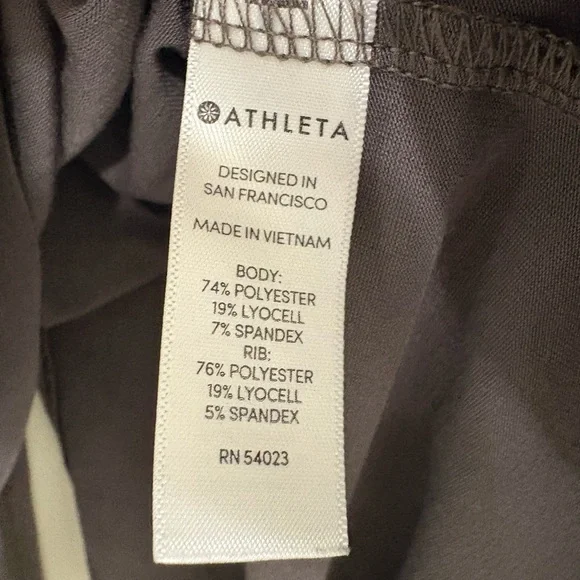 ATHLETA
DESIGNED IN
SAN FRANCISCO
MADE IN VIETNAM
BODY:
74% POLYESTER
19% LYOCELL
7% SPANDEX
RIB:
76% POLYESTER
19% LYOCELL
5% SPANDEX
RN 54023